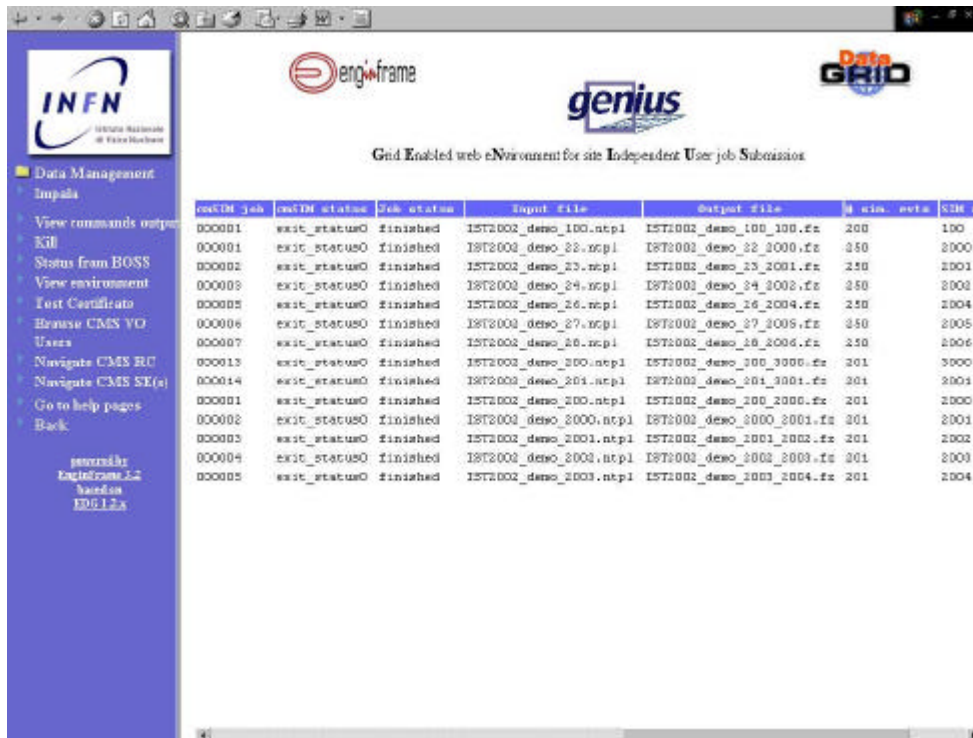 INFN
Istituto Nazionale
di Fisica Nucleare
enginframe
genius
Data
GRID
Grid Enabled web eNvironment for site Independent User job Submission
Data Management
Impala
View commands output
Kill
Status from BOSS
View environment
Test Certificate
Browse CMS VO
Users
Navigate CMS RC
Navigate CMS SE(s)
Go to help pages
Back
powered by
EnginFrame 3.2
based on
EDG 1.2.x
cmSIM job cmSIM status Job status Input file Output file # sim. evts SIM
000001 exit_status0 finished IST2002_demo_100.ntpl IST2002_demo_100_100.fz 200 100
000001 exit_status0 finished IST2002_demo_22.ntpl IST2002_demo_22_2000.fz 250 2000
000002 exit_status0 finished IST2002_demo_23.ntpl IST2002_demo_23_2001.fz 250 2001
000003 exit_status0 finished IST2002_demo_24.ntpl IST2002_demo_24_2002.fz 250 2002
000005 exit_status0 finished IST2002_demo_26.ntpl IST2002_demo_26_2004.fz 250 2004
000006 exit_status0 finished IST2002_demo_27.ntpl IST2002_demo_27_2005.fz 250 2005
000007 exit_status0 finished IST2002_demo_28.ntpl IST2002_demo_28_2006.fz 250 2006
000013 exit_status0 finished IST2002_demo_200.ntpl IST2002_demo_200_3000.fz 201 3000
000014 exit_status0 finished IST2002_demo_201.ntpl IST2002_demo_201_3001.fz 201
000001 exit_status0 finished IST2002_demo_200.ntpl IST2002_demo_200_2000.fz 201 2000
000002 exit_status0 finished IST2002_demo_2000.ntpl IST2002_demo_2000_2001.fz 201 2001
000003 exit_status0 finished IST2002_demo_2001.ntpl IST2002_demo_2001_2002.fz 201 2002
000004 exit_status0 finished IST2002_demo_2002.ntpl IST2002_demo_2002_2003.fz 201 2003
000005 exit_status0 finished IST2002_demo_2003.ntpl IST2002_demo_2003_2004.fz 201 2004